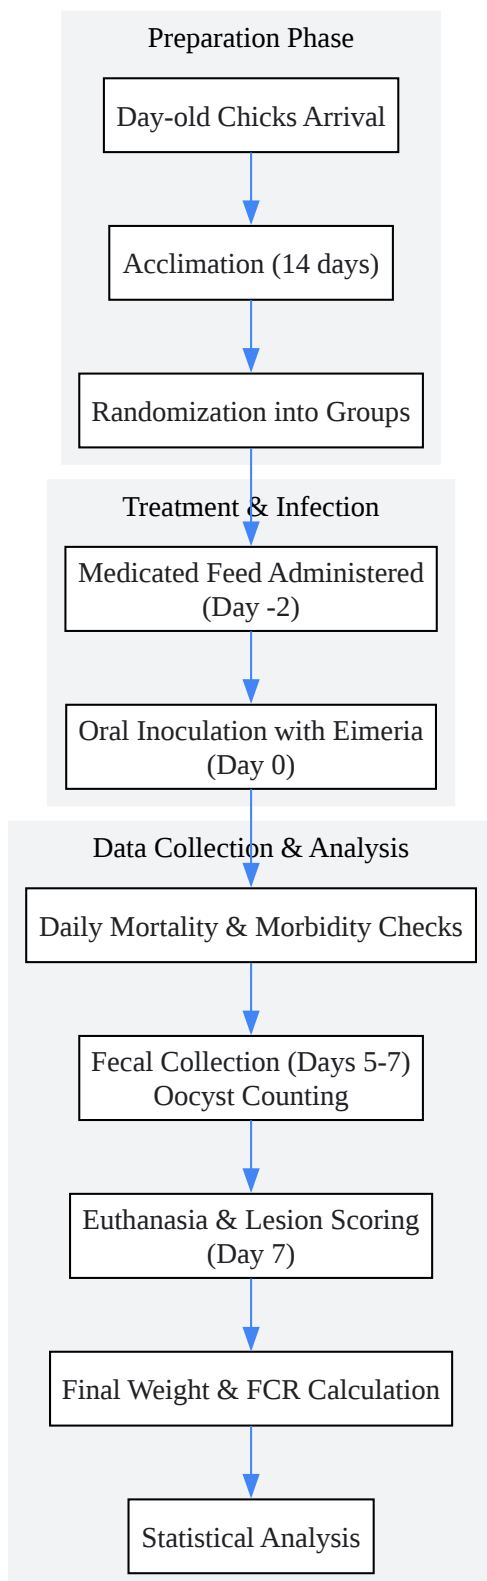 Preparation Phase
Day-old Chicks Arrival
Acclimation (14 days)
Randomization into Groups
Treatment & Infection
Medicated Feed Administered
(Day -2)
Oral Inoculation with Eimeria
(Day 0)
Data Collection & Analysis
Daily Mortality & Morbidity Checks
Fecal Collection (Days 5-7)
Oocyst Counting
Euthanasia & Lesion Scoring
(Day 7)
Final Weight & FCR Calculation
Statistical Analysis